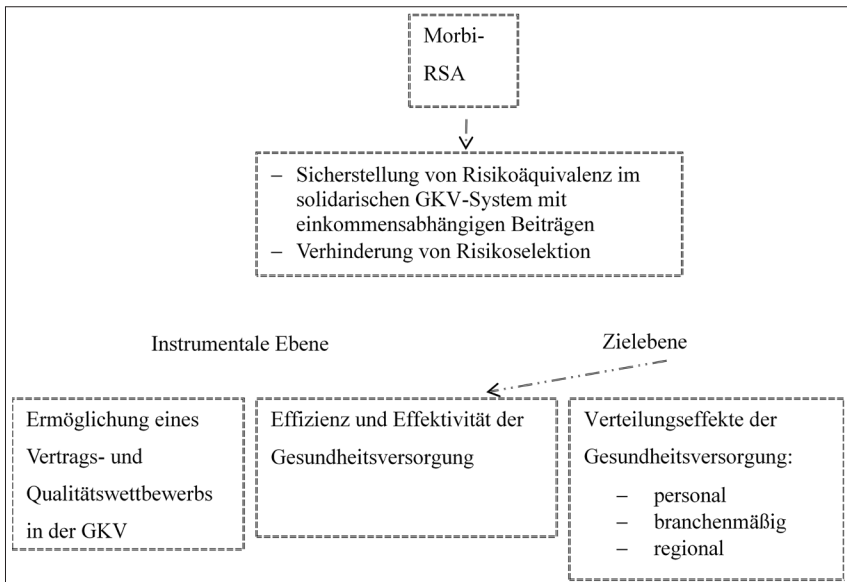 Morbi-
RSA
– Sicherstellung von Risikoäquivalenz im
solidarischen GKV-System mit
einkommensabhängigen Beiträgen
– Verhinderung von Risikoselektion
Instrumentale Ebene
Zielebene
Ermöglichung eines
Vertrags- und
Qualitätswettbewerbs
in der GKV
Effizienz und Effektivität der
Gesundheitsversorgung
Verteilungseffekte der
Gesundheitsversorgung:
– personal
– branchenmäßig
– regional